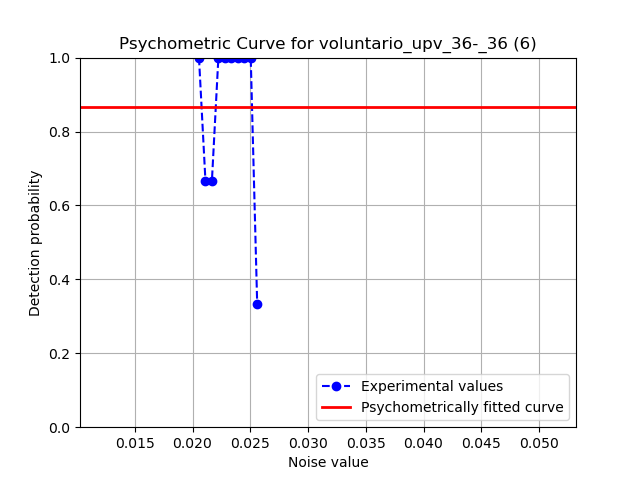 Psychometric Curve for voluntario_upv_36-_36 (6)
1.0
0.8
0.6
0.4
0.2
0.0
Detection probability
Experimental values
Psychometrically fitted curve
0.015 0.020 0.025 0.030 0.035 0.040 0.045 0.050
Noise value